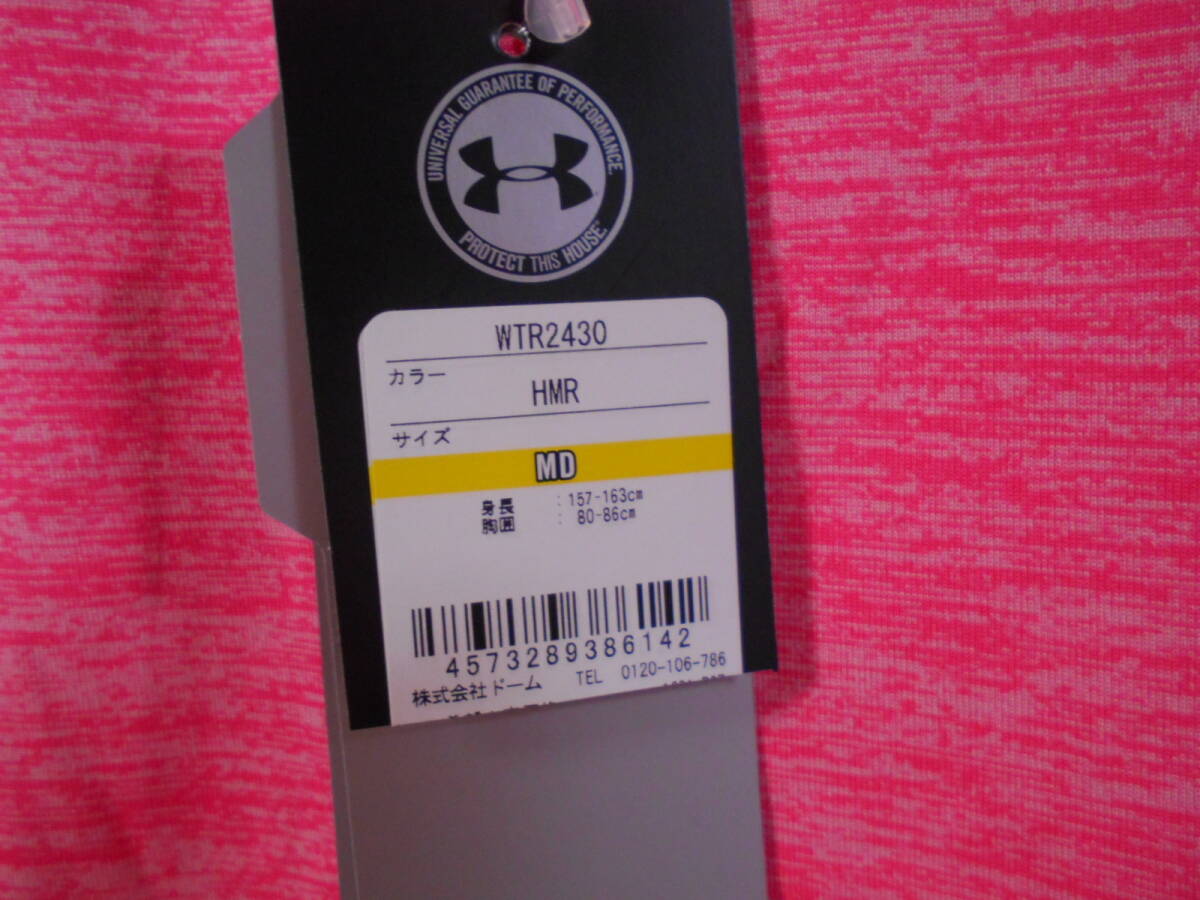 UNIVERSAL GUARANTEE OF PERFORMANCE.
PROTECT THIS HOUSE.
WTR2430
カラー
HMR
サイズ
MD
身長 : 157-163cm
胸囲 : 80-86cm
4573289386142
株式会社ドーム TEL 0120-106-786